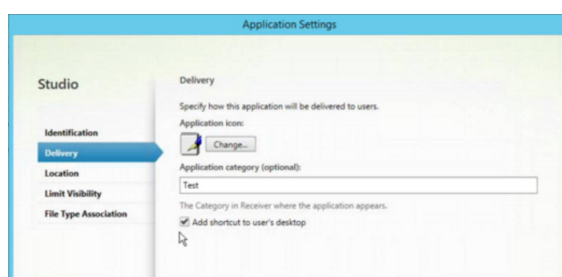 Application Settings
Studio
Identification
Delivery
Location
Limit Visibility
File Type Association
Delivery
Specify how this application will be delivered to users.
Application icon:
Change...
Application category (optional):
Test
The Category in Receiver where the application appears.
Add shortcut to user's desktop